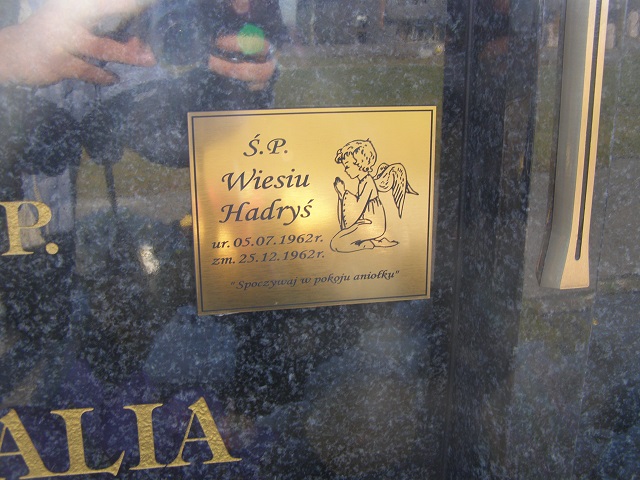 Ś.P.
Wiesiu
Hadryś
ur. 05.07.1962r.
zm. 25.12.1962r.
"Spoczywaj w pokoju aniołku"
P.
ALIA